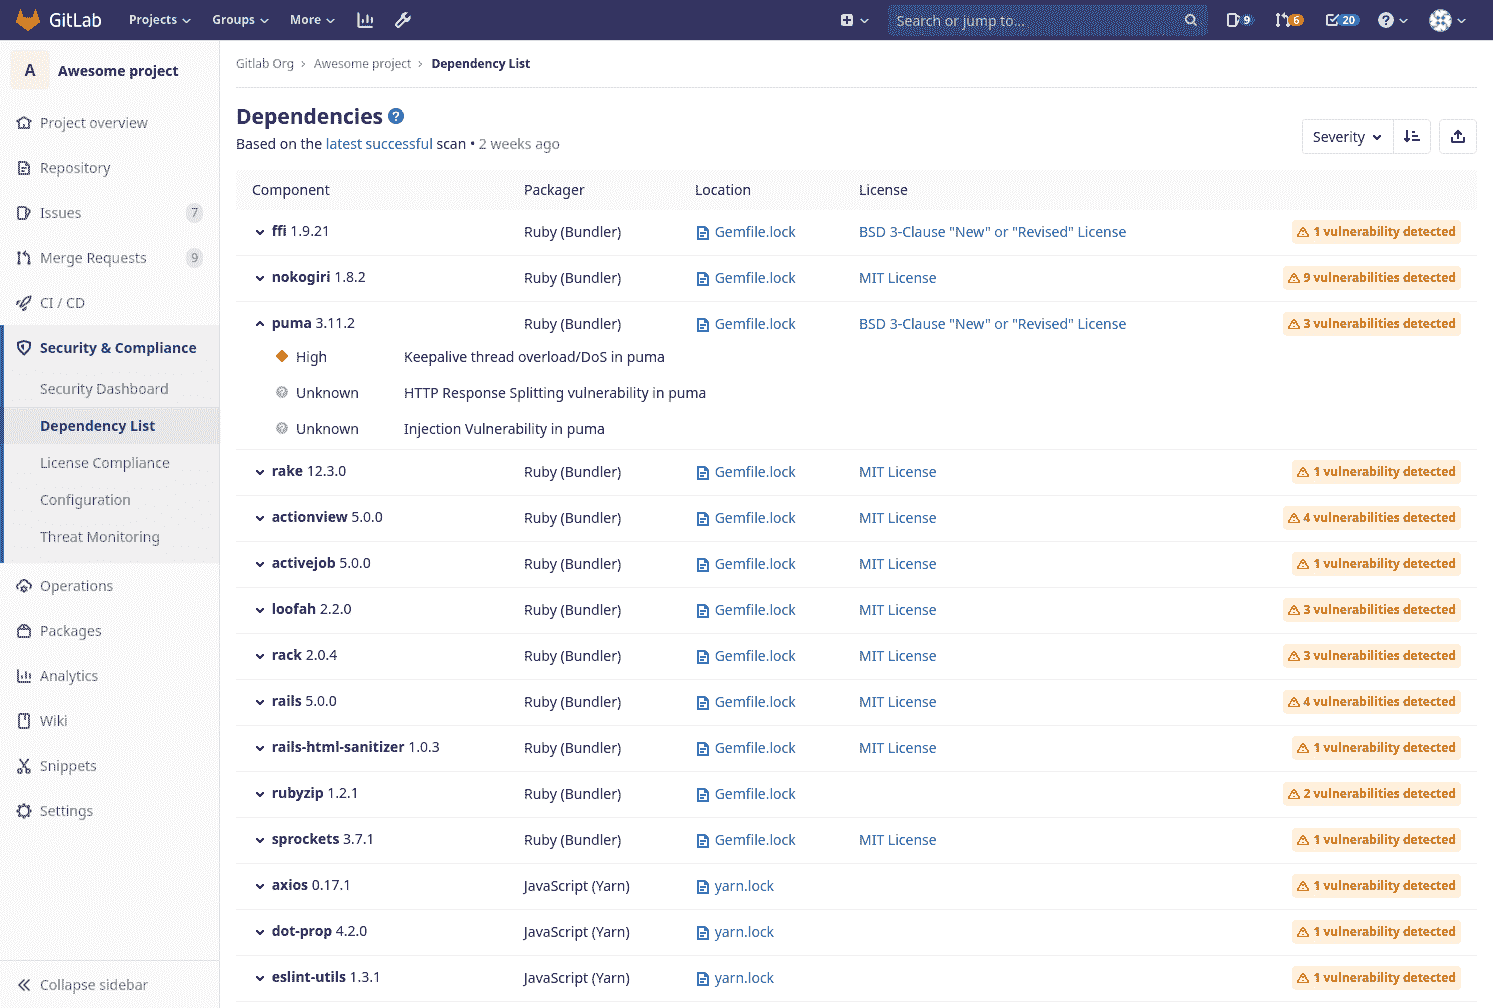 GitLab Projects Groups More Search or jump to... 9 6 20
A Awesome project
Project overview
Repository
Issues 7
Merge Requests 9
CI / CD
Security & Compliance
Security Dashboard
Dependency List
License Compliance
Configuration
Threat Monitoring
Operations
Packages
Analytics
Wiki
Snippets
Settings
Collapse sidebar
Gitlab Org › Awesome project › Dependency List
Dependencies ?
Based on the latest successful scan • 2 weeks ago
Severity
Component Packager Location License
ffi 1.9.21 Ruby (Bundler) Gemfile.lock BSD 3-Clause "New" or "Revised" License 1 vulnerability detected
nokogiri 1.8.2 Ruby (Bundler) Gemfile.lock MIT License 9 vulnerabilities detected
puma 3.11.2 Ruby (Bundler) Gemfile.lock BSD 3-Clause "New" or "Revised" License 3 vulnerabilities detected
High Keepalive thread overload/DoS in puma
Unknown HTTP Response Splitting vulnerability in puma
Unknown Injection Vulnerability in puma
rake 12.3.0 Ruby (Bundler) Gemfile.lock MIT License 1 vulnerability detected
actionview 5.0.0 Ruby (Bundler) Gemfile.lock MIT License 4 vulnerabilities detected
activejob 5.0.0 Ruby (Bundler) Gemfile.lock MIT License 1 vulnerability detected
loofah 2.2.0 Ruby (Bundler) Gemfile.lock MIT License 3 vulnerabilities detected
rack 2.0.4 Ruby (Bundler) Gemfile.lock MIT License 3 vulnerabilities detected
rails 5.0.0 Ruby (Bundler) Gemfile.lock MIT License 4 vulnerabilities detected
rails-html-sanitizer 1.0.3 Ruby (Bundler) Gemfile.lock MIT License 1 vulnerability detected
rubyzip 1.2.1 Ruby (Bundler) Gemfile.lock 2 vulnerabilities detected
sprockets 3.7.1 Ruby (Bundler) Gemfile.lock MIT License 1 vulnerability detected
axios 0.17.1 JavaScript (Yarn) yarn.lock 1 vulnerability detected
dot-prop 4.2.0 JavaScript (Yarn) yarn.lock 1 vulnerability detected
eslint-utils 1.3.1 JavaScript (Yarn) yarn.lock 1 vulnerability detected